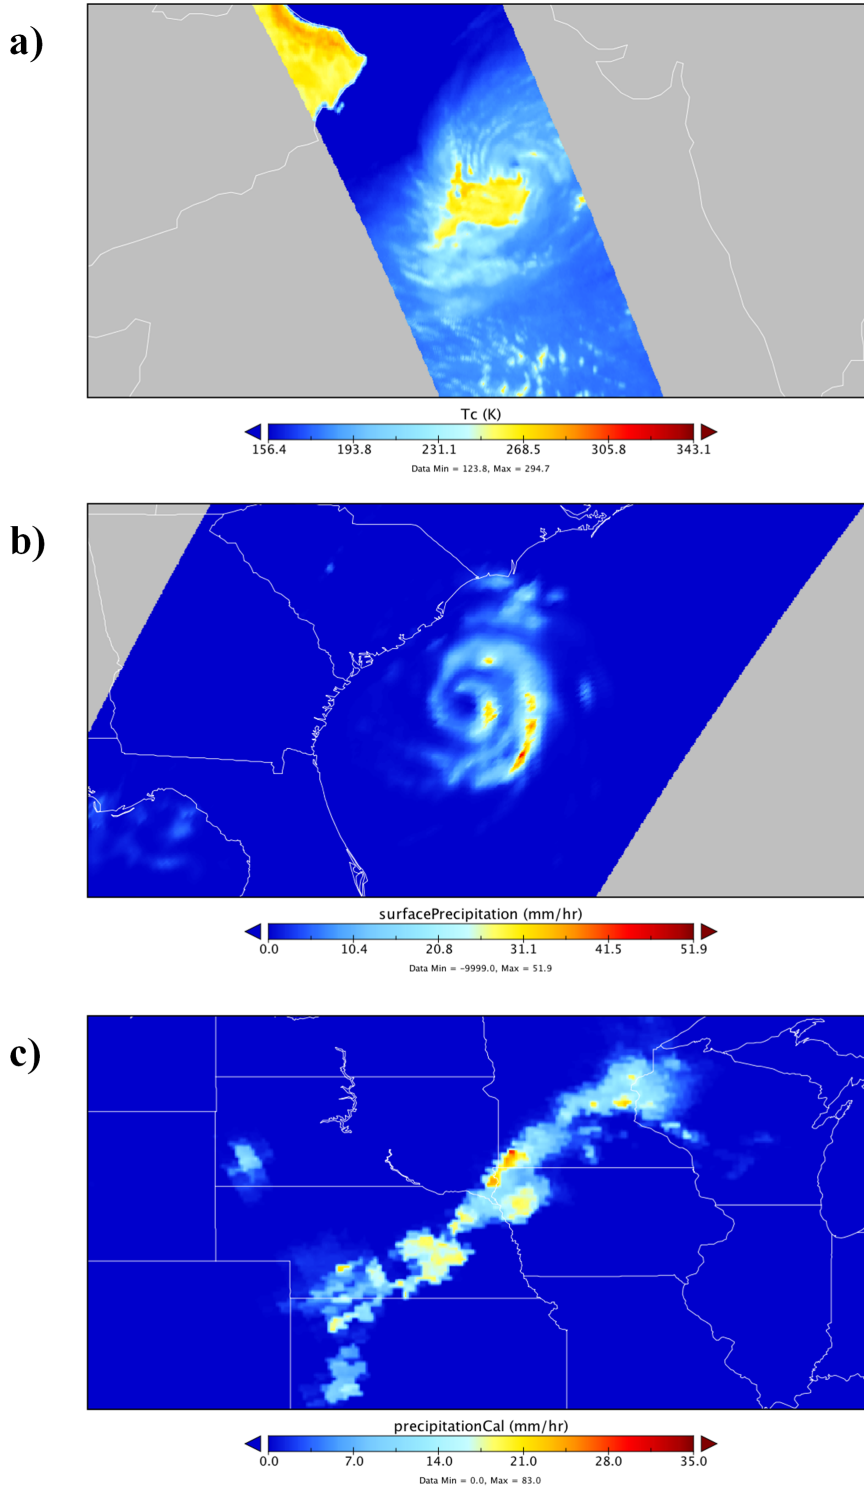 a)
Tc (K)
156.4 193.8 231.1 268.5 305.8 343.1
Data Min = 123.8, Max = 294.7
b)
surfacePrecipitation (mm/hr)
0.0 10.4 20.8 31.1 41.5 51.9
Data Min = -9999.0, Max = 51.9
c)
precipitationCal (mm/hr)
0.0 7.0 14.0 21.0 28.0 35.0
Data Min = 0.0, Max = 83.0